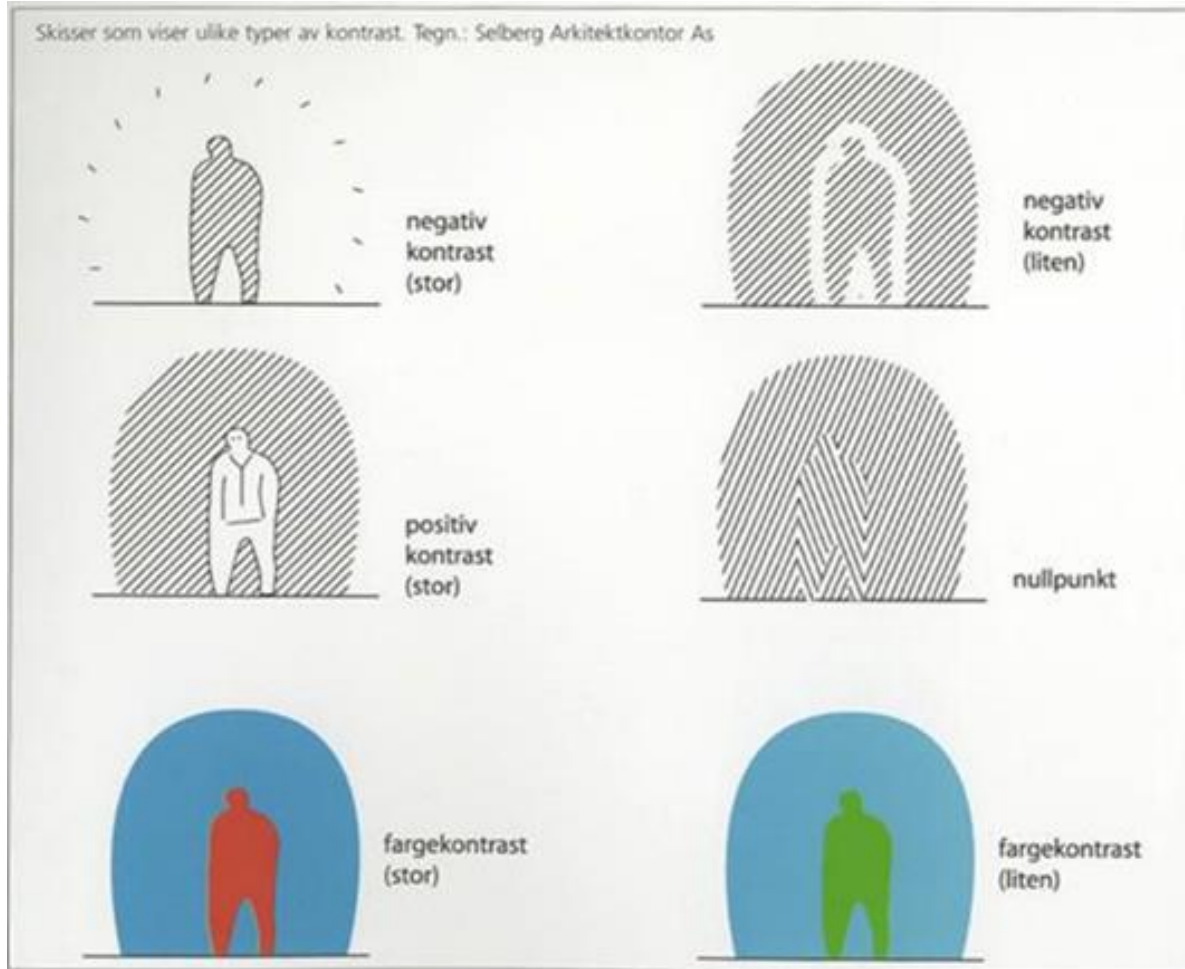 Skisser som viser ulike typer av kontrast. Tegn.: Selberg Arkitektkontor As
negativ
kontrast
(stor)
negativ
kontrast
(liten)
positiv
kontrast
(stor)
nullpunkt
fargekontrast
(stor)
fargekontrast
(liten)